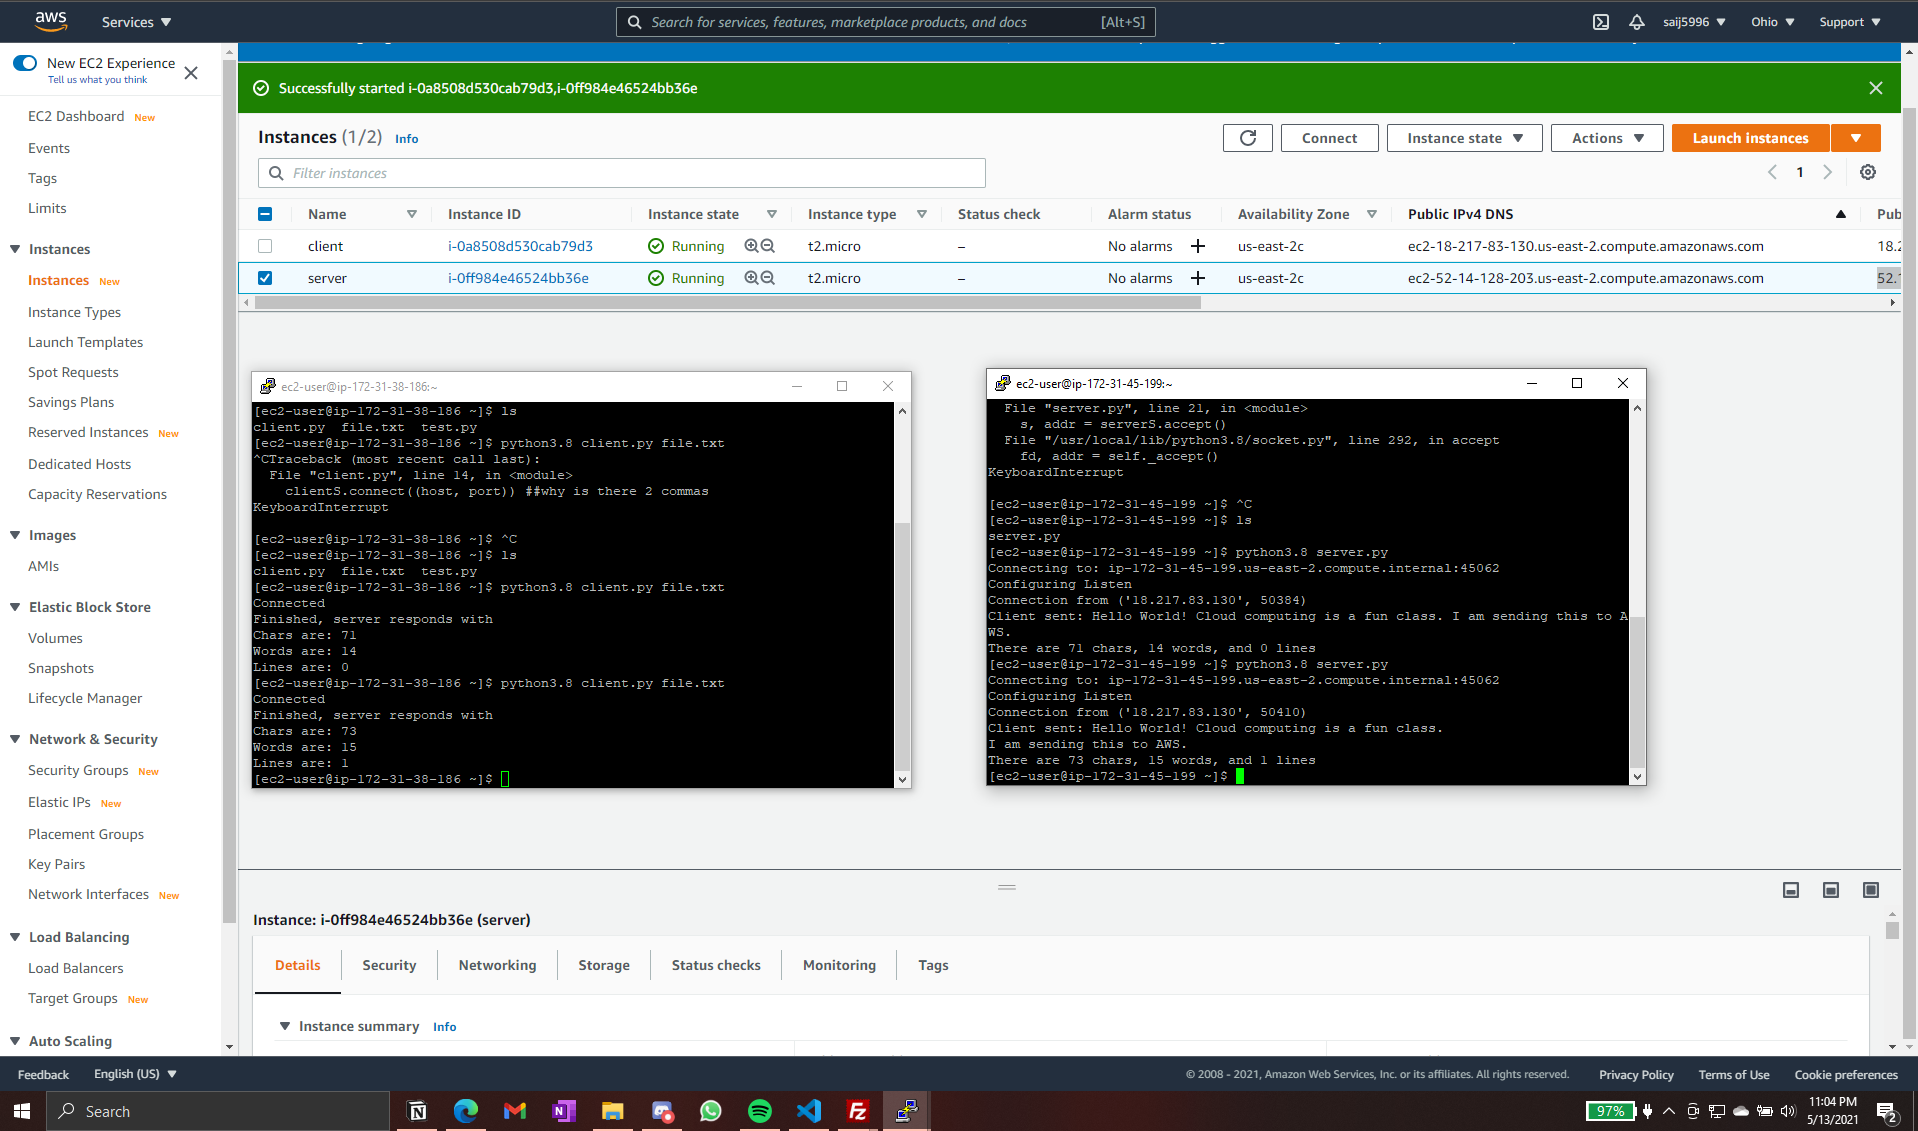 aws
Services
Search for services, features, marketplace products, and docs
[Alt+S]
saij5996
Ohio
Support
New EC2 Experience
Tell us what you think
EC2 Dashboard New
Events
Tags
Limits
Instances
Instances New
Instance Types
Launch Templates
Spot Requests
Savings Plans
Reserved Instances New
Dedicated Hosts
Capacity Reservations
Images
AMIs
Elastic Block Store
Volumes
Snapshots
Lifecycle Manager
Network & Security
Security Groups New
Elastic IPs New
Placement Groups
Key Pairs
Network Interfaces New
Load Balancing
Load Balancers
Target Groups New
Auto Scaling
Successfully started i-0a8508d530cab79d3,i-0ff984e46524bb36e
Instances (1/2) Info
Connect
Instance state
Actions
Launch instances
Filter instances
1
Name Instance ID Instance state Instance type Status check Alarm status Availability Zone Public IPv4 DNS Pub
client i-0a8508d530cab79d3 Running t2.micro – No alarms + us-east-2c ec2-18-217-83-130.us-east-2.compute.amazonaws.com 18.2
server i-0ff984e46524bb36e Running t2.micro – No alarms + us-east-2c ec2-52-14-128-203.us-east-2.compute.amazonaws.com 52.
ec2-user@ip-172-31-38-186:~
[ec2-user@ip-172-31-38-186 ~]$ ls
client.py  file.txt  test.py
[ec2-user@ip-172-31-38-186 ~]$ python3.8 client.py file.txt
^CTraceback (most recent call last):
  File "client.py", line 14, in <module>
    clientS.connect((host, port)) ##why is there 2 commas
KeyboardInterrupt
[ec2-user@ip-172-31-38-186 ~]$ ^C
[ec2-user@ip-172-31-38-186 ~]$ ls
client.py  file.txt  test.py
[ec2-user@ip-172-31-38-186 ~]$ python3.8 client.py file.txt
Connected
Finished, server responds with
Chars are: 71
Words are: 14
Lines are: 0
[ec2-user@ip-172-31-38-186 ~]$ python3.8 client.py file.txt
Connected
Finished, server responds with
Chars are: 73
Words are: 15
Lines are: 1
[ec2-user@ip-172-31-38-186 ~]$
ec2-user@ip-172-31-45-199:~
  File "server.py", line 21, in <module>
    s, addr = serverS.accept()
  File "/usr/local/lib/python3.8/socket.py", line 292, in accept
    fd, addr = self._accept()
KeyboardInterrupt
[ec2-user@ip-172-31-45-199 ~]$ ^C
[ec2-user@ip-172-31-45-199 ~]$ ls
server.py
[ec2-user@ip-172-31-45-199 ~]$ python3.8 server.py
Connecting to: ip-172-31-45-199.us-east-2.compute.internal:45062
Configuring Listen
Connection from ('18.217.83.130', 50384)
Client sent: Hello World! Cloud computing is a fun class. I am sending this to A
WS.
There are 71 chars, 14 words, and 0 lines
[ec2-user@ip-172-31-45-199 ~]$ python3.8 server.py
Connecting to: ip-172-31-45-199.us-east-2.compute.internal:45062
Configuring Listen
Connection from ('18.217.83.130', 50410)
Client sent: Hello World! Cloud computing is a fun class.
I am sending this to AWS.
There are 73 chars, 15 words, and 1 lines
[ec2-user@ip-172-31-45-199 ~]$
Instance: i-0ff984e46524bb36e (server)
Details
Security
Networking
Storage
Status checks
Monitoring
Tags
Instance summary Info
Feedback
English (US)
© 2008 - 2021, Amazon Web Services, Inc. or its affiliates. All rights reserved.
Privacy Policy
Terms of Use
Cookie preferences
Search
97%
11:04 PM
5/13/2021
2